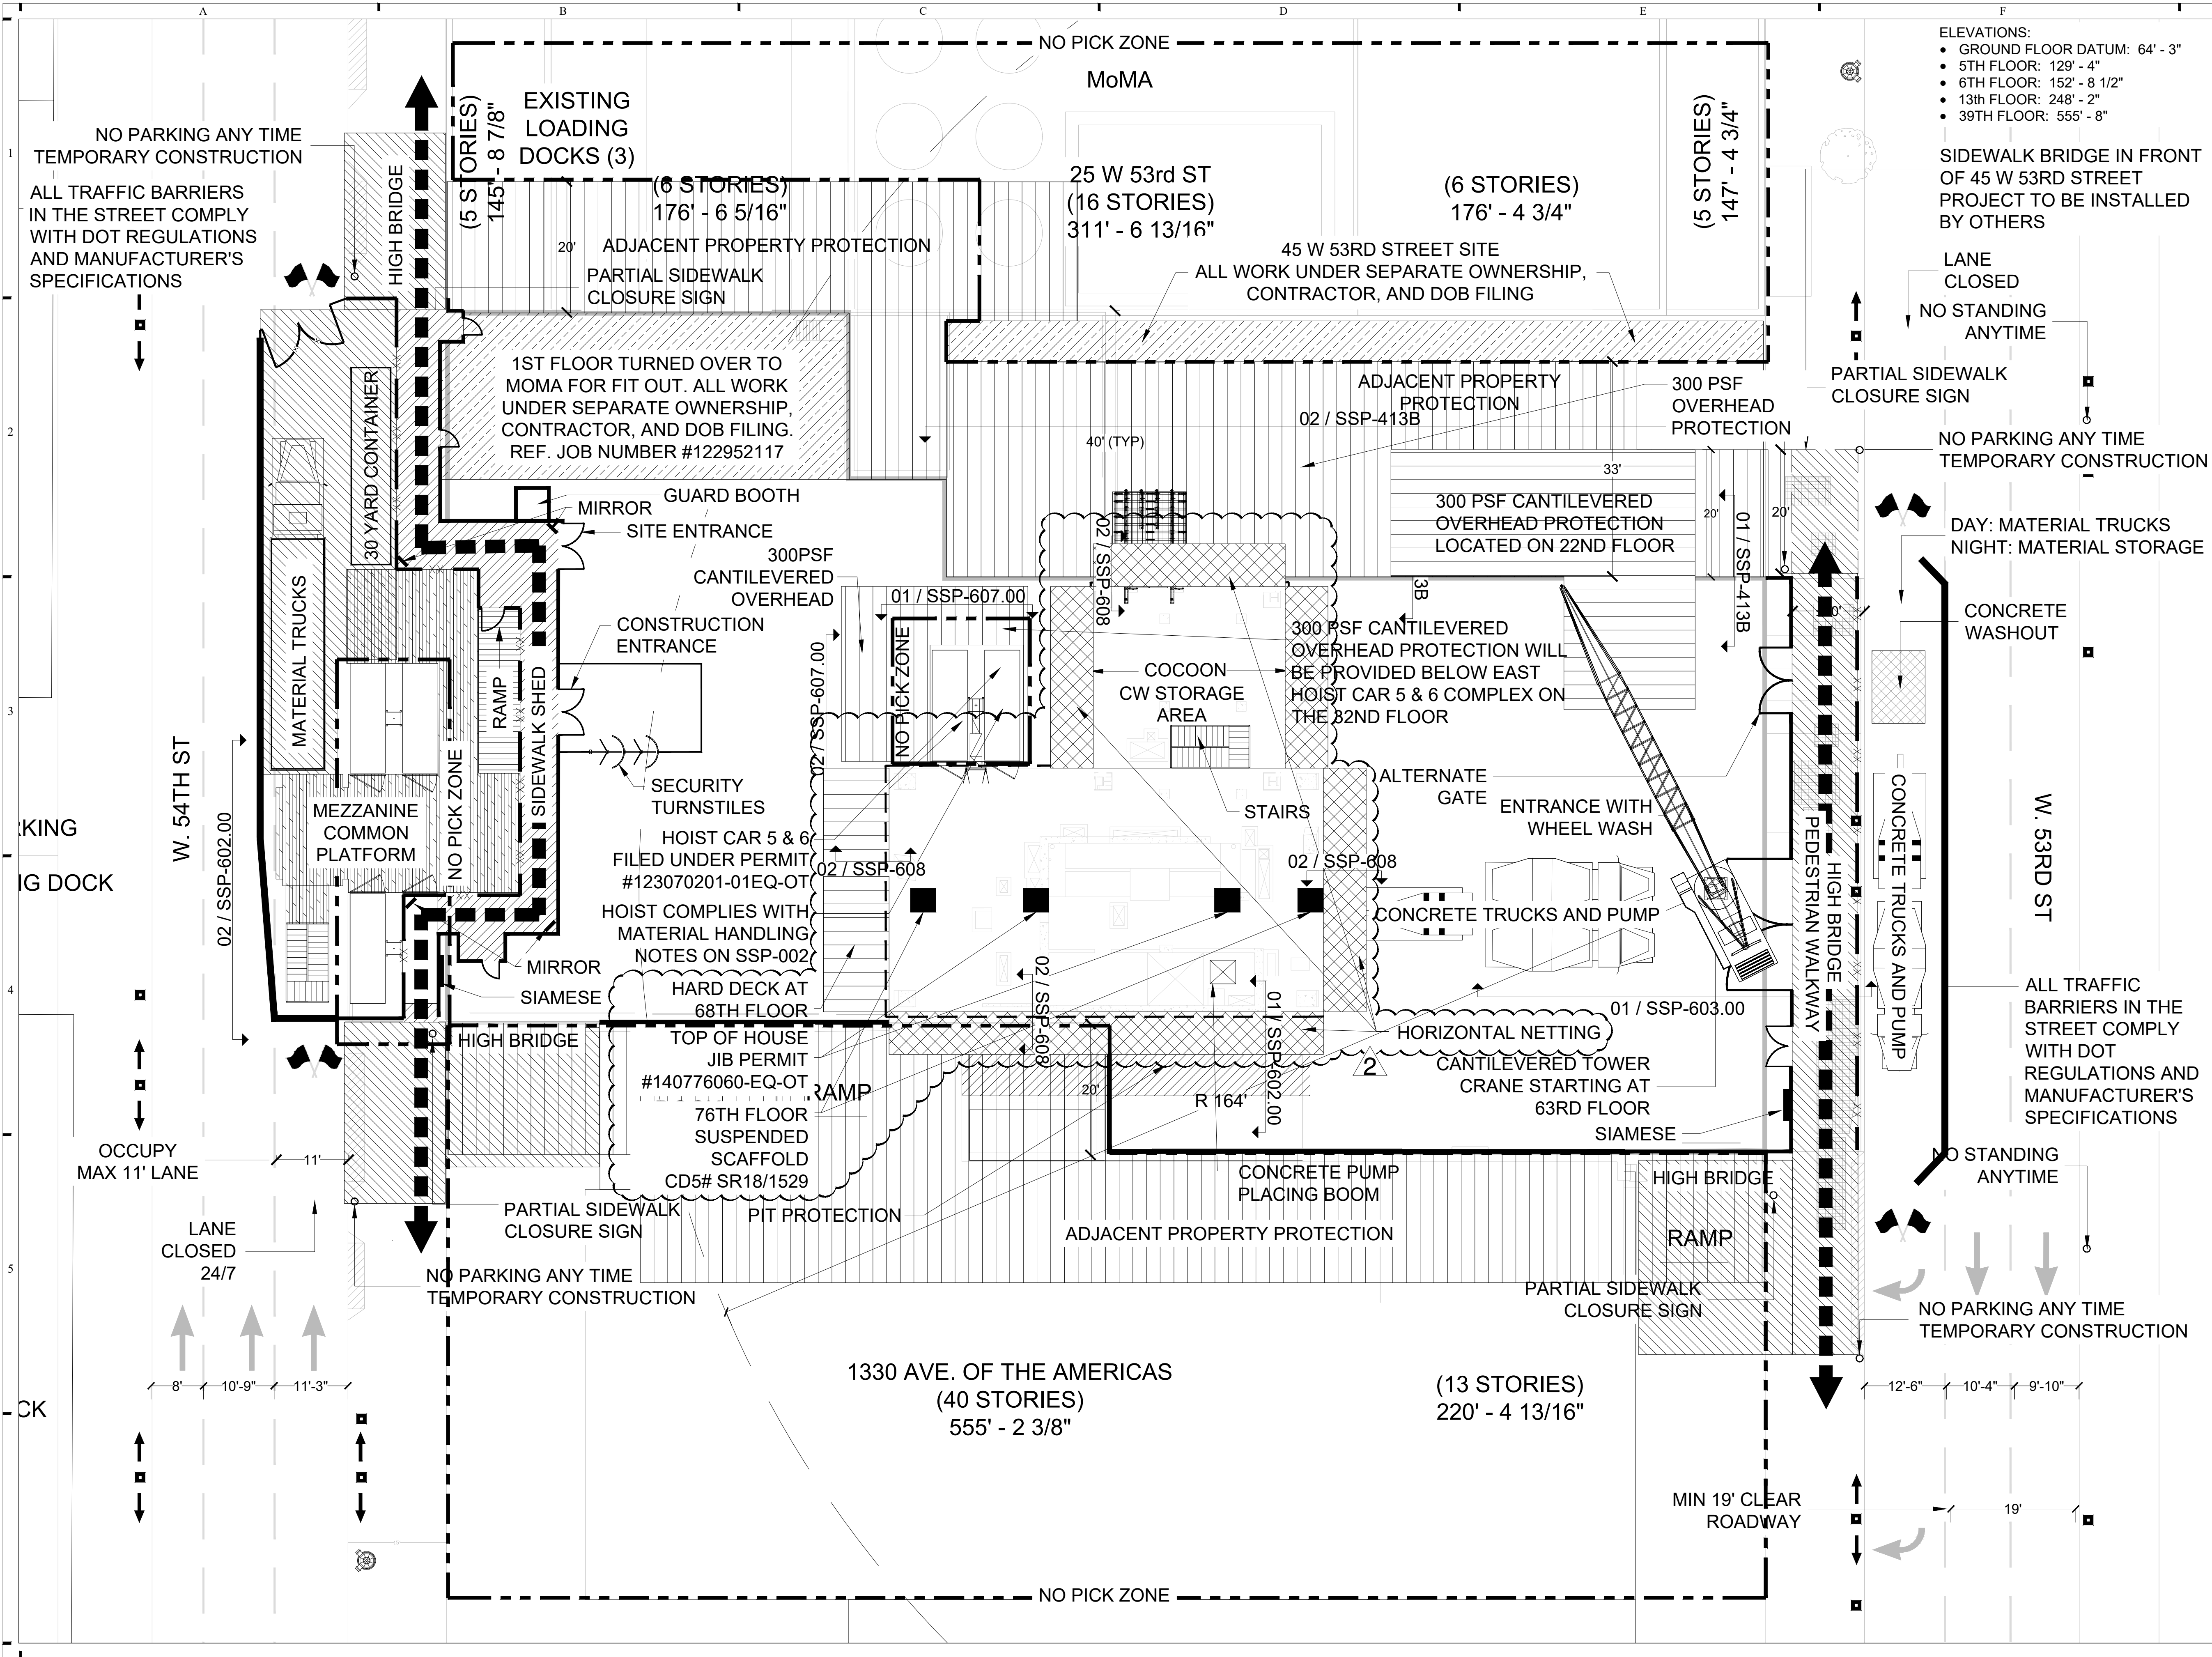 A
B
C
D
E
F
1
2
3
4
5
NO PICK ZONE
MoMA
ELEVATIONS:
• GROUND FLOOR DATUM: 64' - 3"
• 5TH FLOOR: 129' - 4"
• 6TH FLOOR: 152' - 8 1/2"
• 13th FLOOR: 248' - 2"
• 39TH FLOOR: 555' - 8"
NO PARKING ANY TIME
TEMPORARY CONSTRUCTION
ALL TRAFFIC BARRIERS
IN THE STREET COMPLY
WITH DOT REGULATIONS
AND MANUFACTURER'S
SPECIFICATIONS
HIGH BRIDGE
(5 STORIES)
145' - 8 7/8"
EXISTING
LOADING
DOCKS (3)
(6 STORIES)
176' - 6 5/16"
20'
ADJACENT PROPERTY PROTECTION
PARTIAL SIDEWALK
CLOSURE SIGN
25 W 53rd ST
(16 STORIES)
311' - 6 13/16"
(6 STORIES)
176' - 4 3/4"
(5 STORIES)
147' - 4 3/4"
45 W 53RD STREET SITE
ALL WORK UNDER SEPARATE OWNERSHIP,
CONTRACTOR, AND DOB FILING
SIDEWALK BRIDGE IN FRONT
OF 45 W 53RD STREET
PROJECT TO BE INSTALLED
BY OTHERS
LANE
CLOSED
NO STANDING
ANYTIME
PARTIAL SIDEWALK
CLOSURE SIGN
NO PARKING ANY TIME
TEMPORARY CONSTRUCTION
DAY: MATERIAL TRUCKS
NIGHT: MATERIAL STORAGE
CONCRETE
WASHOUT
1ST FLOOR TURNED OVER TO
MOMA FOR FIT OUT. ALL WORK
UNDER SEPARATE OWNERSHIP,
CONTRACTOR, AND DOB FILING.
REF. JOB NUMBER #122952117
30 YARD CONTAINER
MATERIAL TRUCKS
ADJACENT PROPERTY
PROTECTION
02 / SSP-413B
40' (TYP)
300 PSF
OVERHEAD
PROTECTION
33'
300 PSF CANTILEVERED
OVERHEAD PROTECTION
LOCATED ON 22ND FLOOR
20'
01 / SSP-413B
20'
GUARD BOOTH
MIRROR
SITE ENTRANCE
300PSF
CANTILEVERED
OVERHEAD
CONSTRUCTION
ENTRANCE
01 / SSP-607.00
02 / SSP-607.00
NO PICK ZONE
02 / SSP-608
3B
300 PSF CANTILEVERED
OVERHEAD PROTECTION WILL
BE PROVIDED BELOW EAST
HOIST CAR 5 & 6 COMPLEX ON
THE 32ND FLOOR
COCOON
CW STORAGE
AREA
STAIRS
RAMP
SIDEWALK SHED
NO PICK ZONE
MEZZANINE
COMMON
PLATFORM
W. 54TH ST
02 / SSP-602.00
SECURITY
TURNSTILES
HOIST CAR 5 & 6
FILED UNDER PERMIT
#123070201-01EQ-OT
02 / SSP-608
HOIST COMPLIES WITH
MATERIAL HANDLING
NOTES ON SSP-002
02 / SSP-608
ALTERNATE
GATE
ENTRANCE WITH
WHEEL WASH
CONCRETE TRUCKS AND PUMP
PEDESTRIAN WALKWAY
HIGH BRIDGE
CONCRETE TRUCKS AND PUMP
W. 53RD ST
MIRROR
SIAMESE
HARD DECK AT
68TH FLOOR
02 / SSP-608
01 / SSP-602.00
01 / SSP-603.00
HORIZONTAL NETTING
2
HIGH BRIDGE
TOP OF HOUSE
JIB PERMIT
#140776060-EQ-OT
RAMP
76TH FLOOR
SUSPENDED
SCAFFOLD
CD5# SR18/1529
20'
R 164'
CANTILEVERED TOWER
CRANE STARTING AT
63RD FLOOR
SIAMESE
ALL TRAFFIC
BARRIERS IN THE
STREET COMPLY
WITH DOT
REGULATIONS AND
MANUFACTURER'S
SPECIFICATIONS
OCCUPY
MAX 11' LANE
11'
LANE
CLOSED
24/7
PARTIAL SIDEWALK
CLOSURE SIGN
PIT PROTECTION
CONCRETE PUMP
PLACING BOOM
ADJACENT PROPERTY PROTECTION
HIGH BRIDGE
RAMP
NO STANDING
ANYTIME
NO PARKING ANY TIME
TEMPORARY CONSTRUCTION
PARTIAL SIDEWALK
CLOSURE SIGN
NO PARKING ANY TIME
TEMPORARY CONSTRUCTION
8'
10'-9"
11'-3"
1330 AVE. OF THE AMERICAS
(40 STORIES)
555' - 2 3/8"
(13 STORIES)
220' - 4 13/16"
12'-6"
10'-4"
9'-10"
MIN 19' CLEAR
ROADWAY
19'
NO PICK ZONE